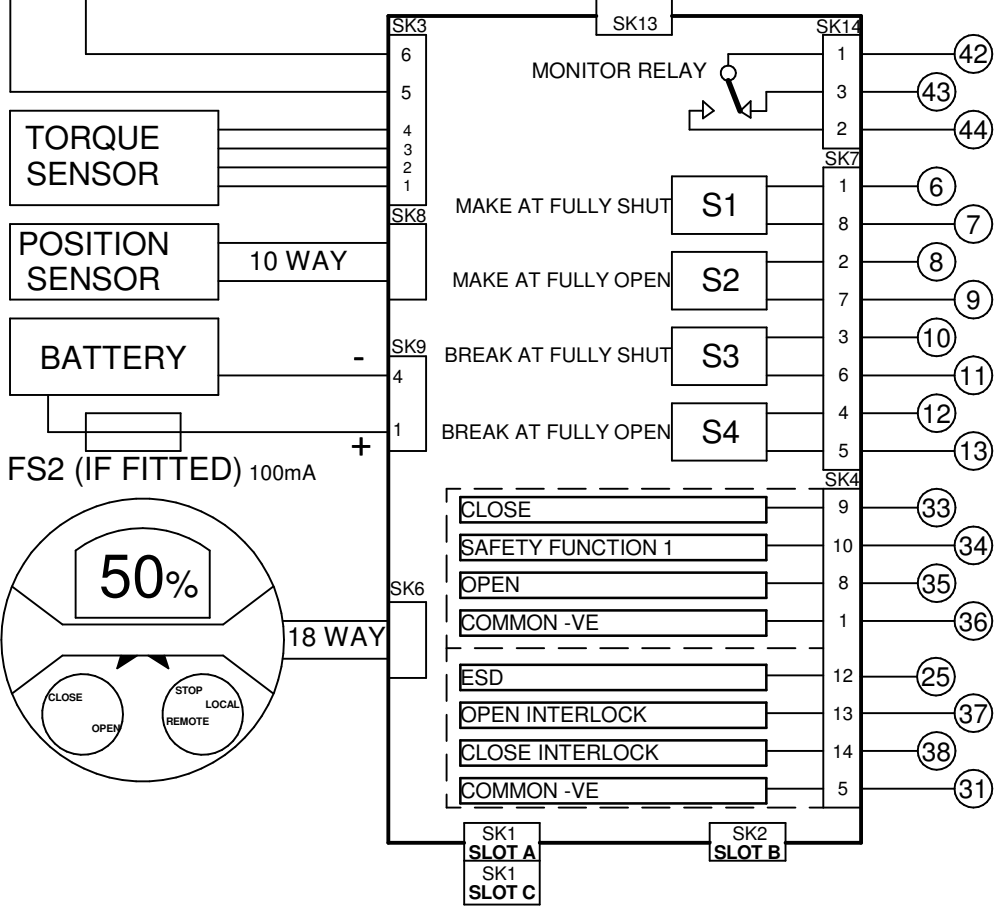 SK13
SK3
6
5
4
3
2
1
TORQUE
SENSOR
SK8
POSITION
SENSOR
10 WAY
BATTERY
-
SK9
4
1
+
FS2 (IF FITTED) 100mA
50%
CLOSE
OPEN
STOP
LOCAL
REMOTE
18 WAY
SK6
MONITOR RELAY
SK14
1
42
3
43
2
44
SK7
MAKE AT FULLY SHUT
S1
1
6
8
7
MAKE AT FULLY OPEN
S2
2
8
7
9
BREAK AT FULLY SHUT
S3
3
10
6
11
BREAK AT FULLY OPEN
S4
4
12
5
13
SK4
CLOSE
9
33
SAFETY FUNCTION 1
10
34
OPEN
8
35
COMMON -VE
1
36
ESD
12
25
OPEN INTERLOCK
13
37
CLOSE INTERLOCK
14
38
COMMON -VE
5
31
SK1
SLOT A
SK1
SLOT C
SK2
SLOT B